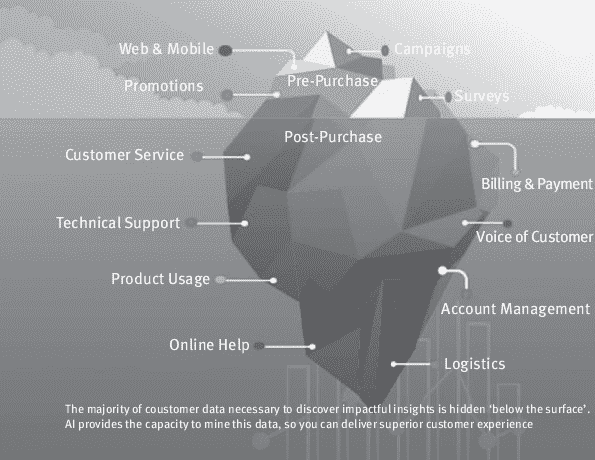 Web & Mobile
Campaigns
Pre-Purchase
Promotions
Surveys
Post-Purchase
Customer Service
Billing & Payment
Technical Support
Voice of Customer
Product Usage
Account Management
Online Help
Logistics
The majority of coustomer data necessary to discover impactful insights is hidden ‘below the surface’.
AI provides the capacity to mine this data, so you can deliver superior customer experience